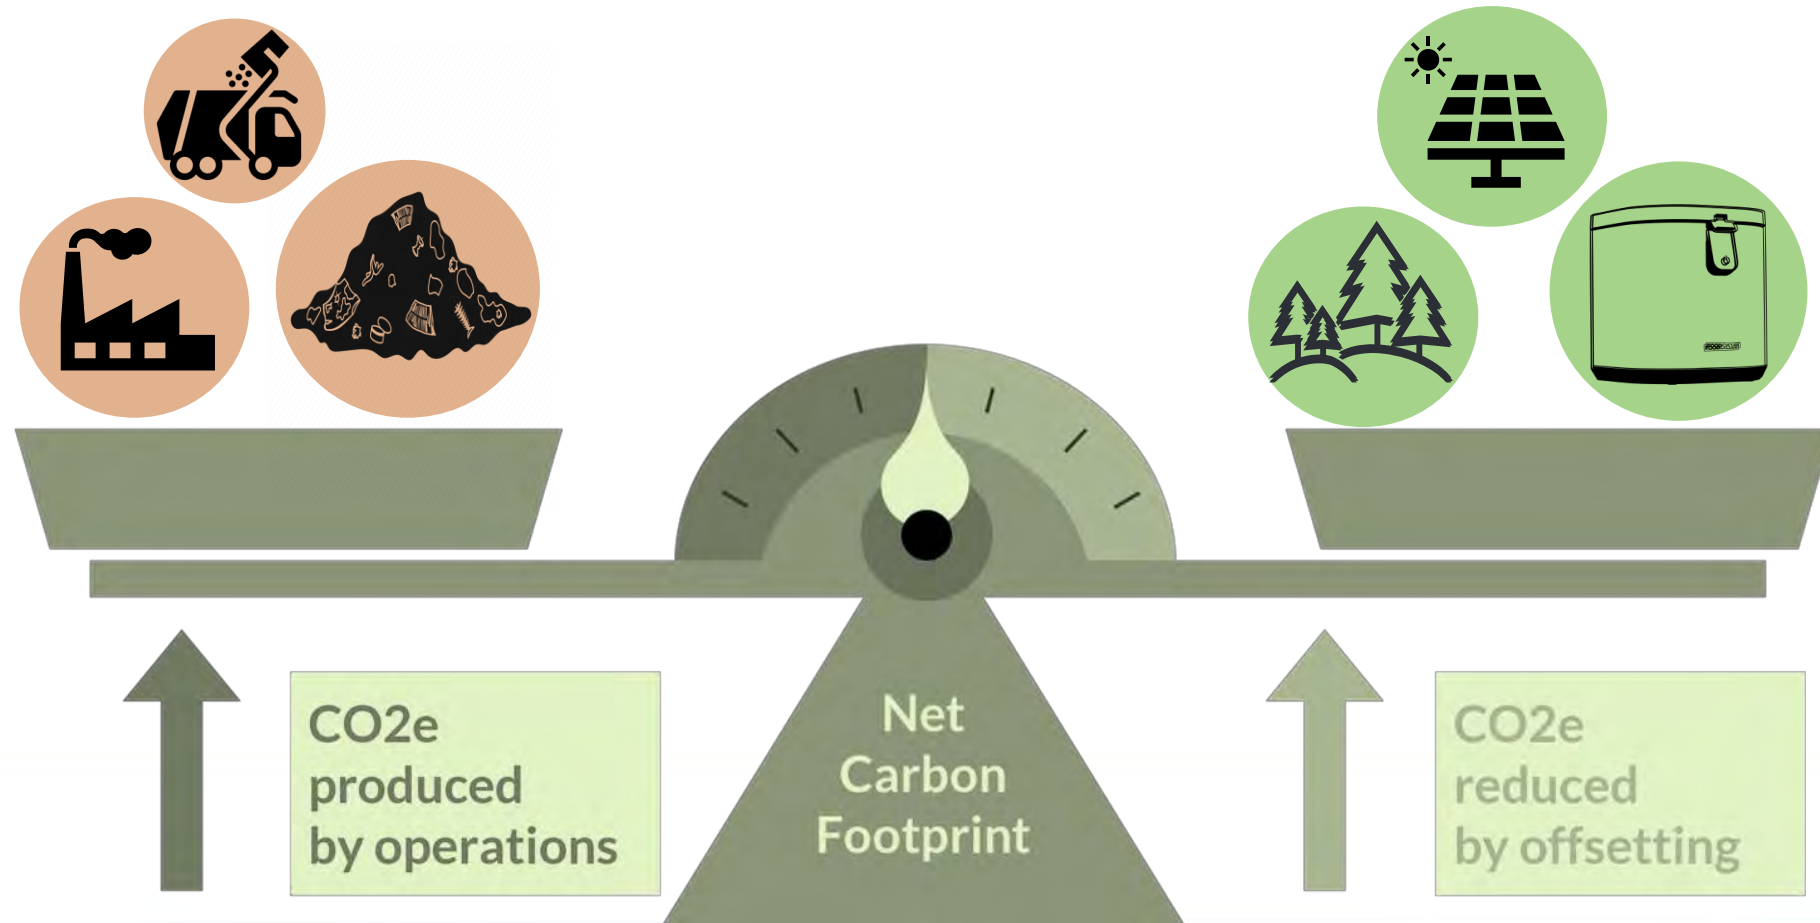 CO2e
produced
by operations
Net
Carbon
Footprint
CO2e
reduced
by offsetting